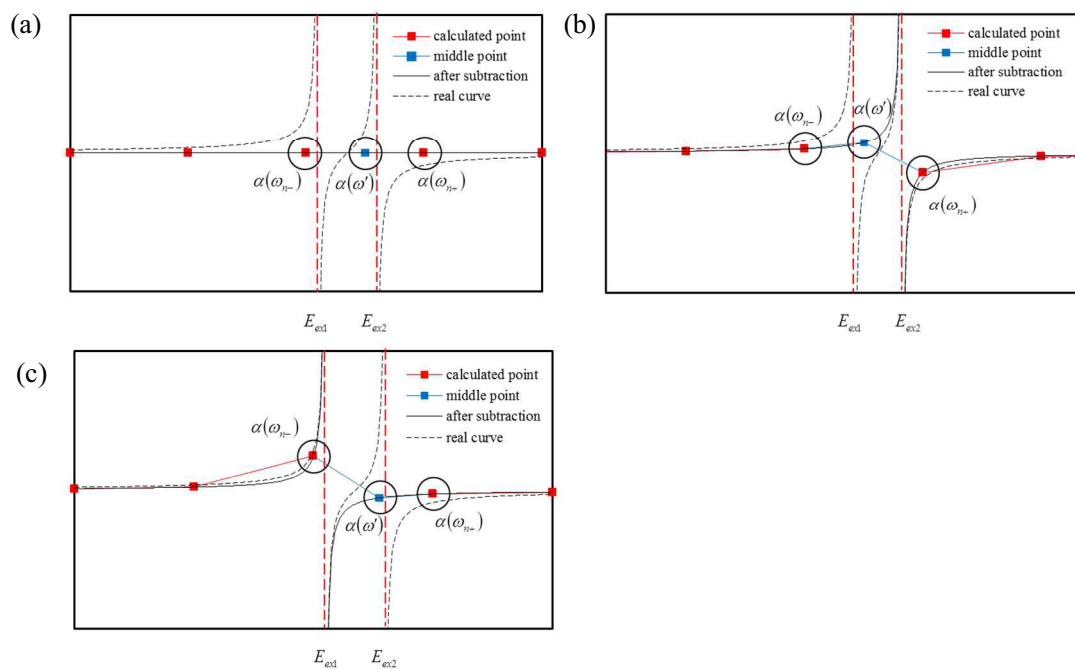 (a)
calculated point
middle point
after subtraction
real curve
α(ω_{n-})
α(ω')
α(ω_{n+})
E_{ex1}
E_{ex2}
(b)
calculated point
middle point
after subtraction
real curve
α(ω_{n-})
α(ω')
α(ω_{n+})
E_{ex1}
E_{ex2}
(c)
calculated point
middle point
after subtraction
real curve
α(ω_{n-})
α(ω')
α(ω_{n+})
E_{ex1}
E_{ex2}